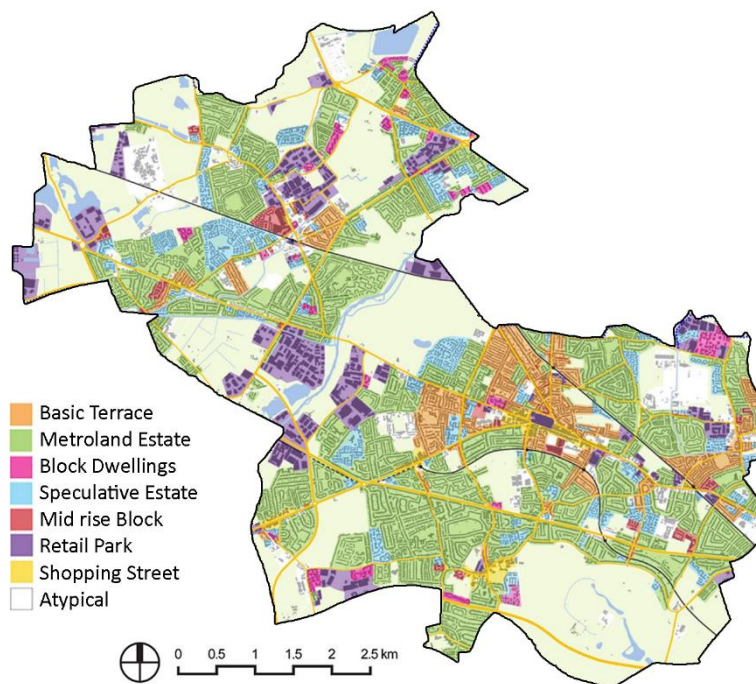 Basic Terrace
Metroland Estate
Block Dwellings
Speculative Estate
Mid rise Block
Retail Park
Shopping Street
Atypical
0 0.5 1 1.5 2 2.5 km